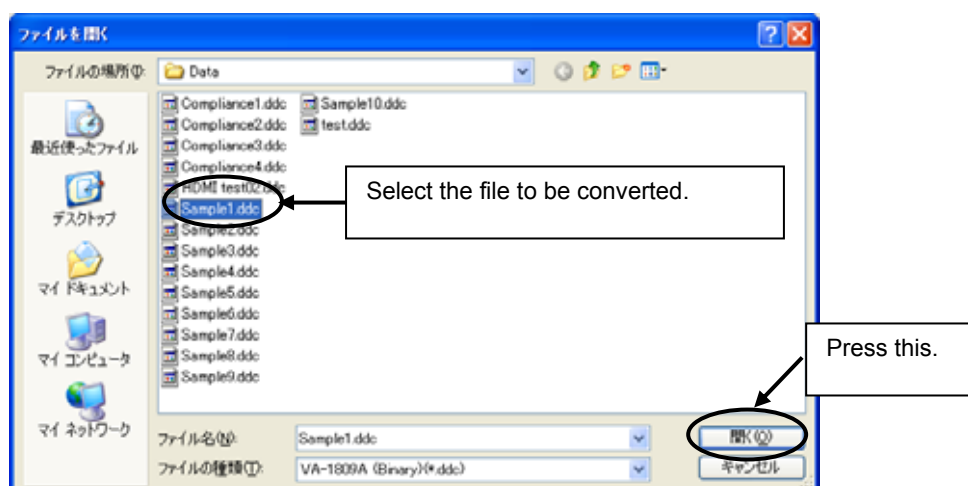 ファイルを開く
ファイルの場所(I):
Data
Compliance1.ddc
Compliance2.ddc
Compliance3.ddc
Compliance4.ddc
HDMI test02.ddc
Sample1.ddc
Sample2.ddc
Sample3.ddc
Sample4.ddc
Sample5.ddc
Sample6.ddc
Sample7.ddc
Sample8.ddc
Sample9.ddc
Sample10.ddc
test.ddc
最近使ったファイル
デスクトップ
マイ ドキュメント
マイ コンピュータ
マイ ネットワーク
Select the file to be converted.
Press this.
ファイル名(N):
Sample1.ddc
開く(O)
ファイルの種類(T):
VA-1809A (Binary)(*.ddc)
キャンセル